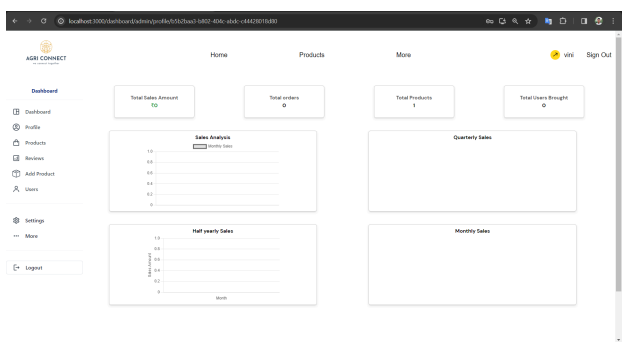 localhost:3000/dashboard/admin/profile/b5b2baa3-b802-404c-abdc-c44428018d80
AGRI CONNECT
Home
Products
More
vini
Sign Out
Dashboard
Dashboard
Profile
Products
Reviews
Add Product
Users
Settings
More
Logout
Total Sales Amount
₹0
Total orders
0
Total Products
1
Total Users Brought
0
Sales Analysis
Monthly Sales
1.0
0.8
0.6
0.4
0.2
0
Quarterly Sales
Half yearly Sales
Sales Amount
1.0
0.8
0.6
0.4
0.2
0
Month
Monthly Sales